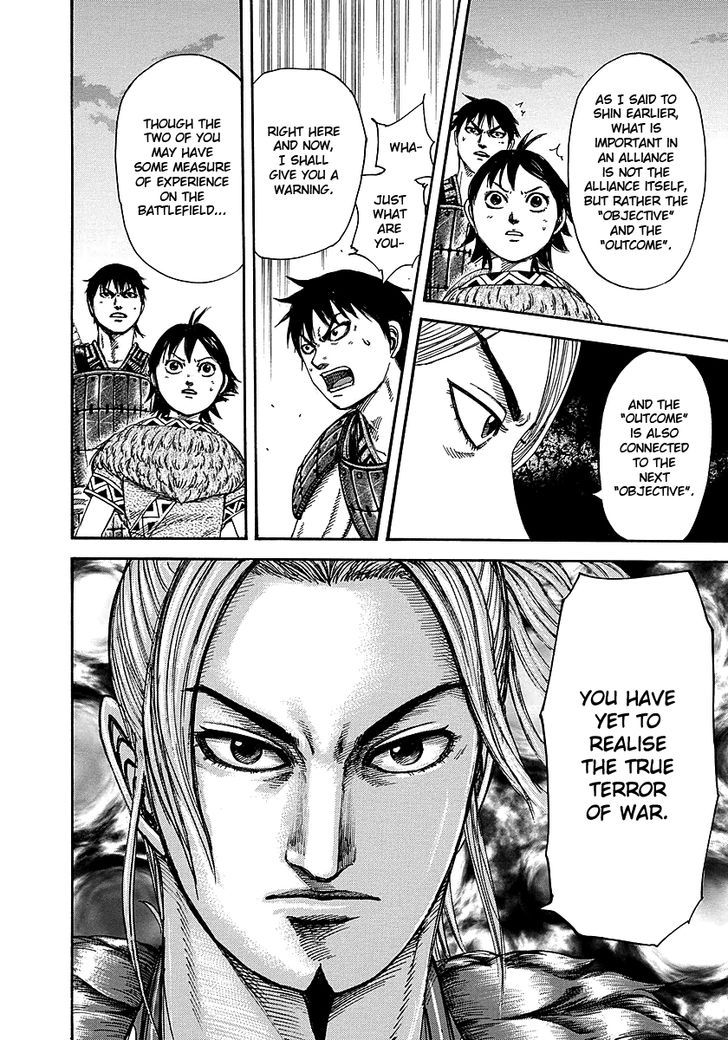 AS I SAID TO
SHIN EARLIER,
WHAT IS
IMPORTANT IN
AN ALLIANCE
IS NOT THE
ALLIANCE ITSELF,
BUT RATHER THE
"OBJECTIVE"
AND THE
"OUTCOME".
AND THE
"OUTCOME"
IS ALSO
CONNECTED
TO THE
NEXT
"OBJECTIVE".
WHA-
JUST
WHAT
ARE
YOU-
RIGHT HERE
AND NOW,
I SHALL
GIVE YOU A
WARNING.
THOUGH THE
TWO OF YOU
MAY HAVE
SOME MEASURE
OF EXPERIENCE
ON THE
BATTLEFIELD...
YOU HAVE
YET TO
REALISE
THE TRUE
TERROR
OF WAR.